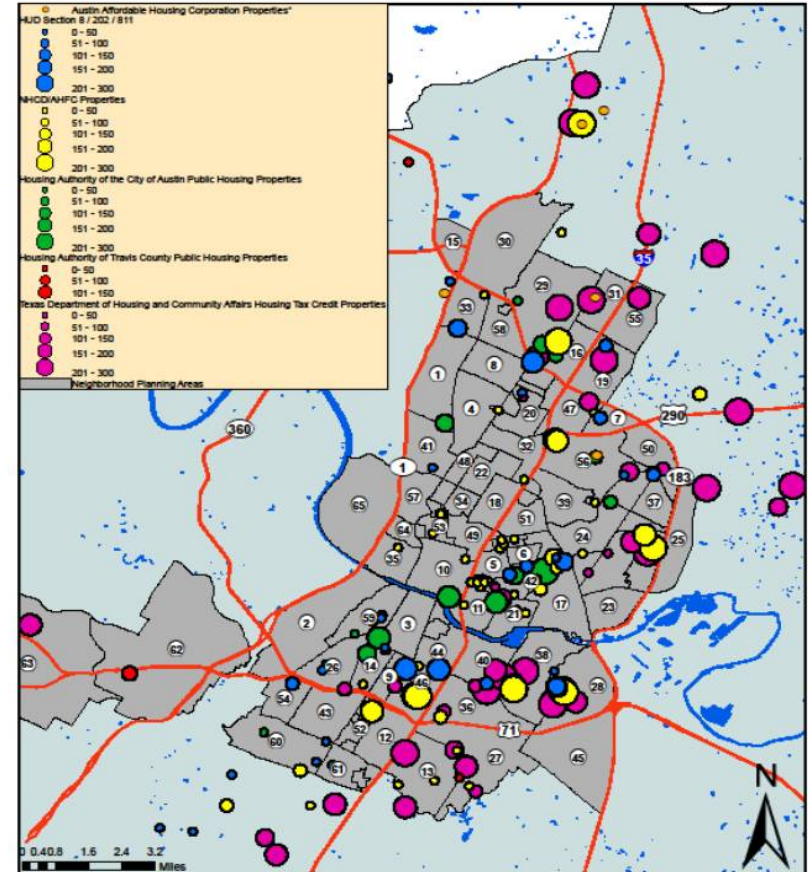 Austin Affordable Housing Corporation Properties*
HUD Section 8 / 202 / 811
0 - 50
51 - 100
101 - 150
151 - 200
201 - 300
NHCD/AHFC Properties
0 - 50
51 - 100
101 - 150
151 - 200
201 - 300
Housing Authority of the City of Austin Public Housing Properties
0 - 50
51 - 100
101 - 150
151 - 200
201 - 300
Housing Authority of Travis County Public Housing Properties
0- 50
51 - 100
101 - 150
Texas Department of Housing and Community Affairs Housing Tax Credit Properties
0 - 50
51 - 100
101 - 150
151 - 200
201 - 300
Neighborhood Planning Areas
15
30
35
29
31
33
55
58
16
1
8
19
4
20
47
7
290
360
41
32
56
50
1
48
22
183
65
57
34
18
39
37
64
53
51
49
24
25
35
6
10
5
42
2
11
21
17
23
59
3
62
44
38
63
26
14
40
9
46
28
54
43
36
71
52
60
12
27
45
61
13
N
0 0.40.8 1.6 2.4 3.2
Miles